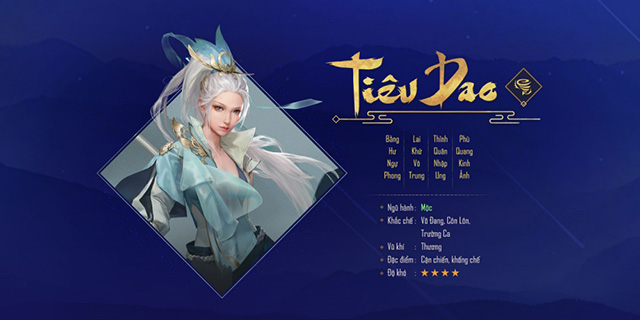 Tiêu Dao
Bằng Lai Thính Phù
Hư Khứ Quân Quang
Ngự Vô Nhập Kinh
Phong Trung Ung Ảnh
Ngũ hành : Mộc
Khắc chế : Võ Đang, Côn Lôn,
Trường Ca
Vũ khí : Thương
Đặc điểm : Cận chiến, khống chế
Độ khó : ★★★★